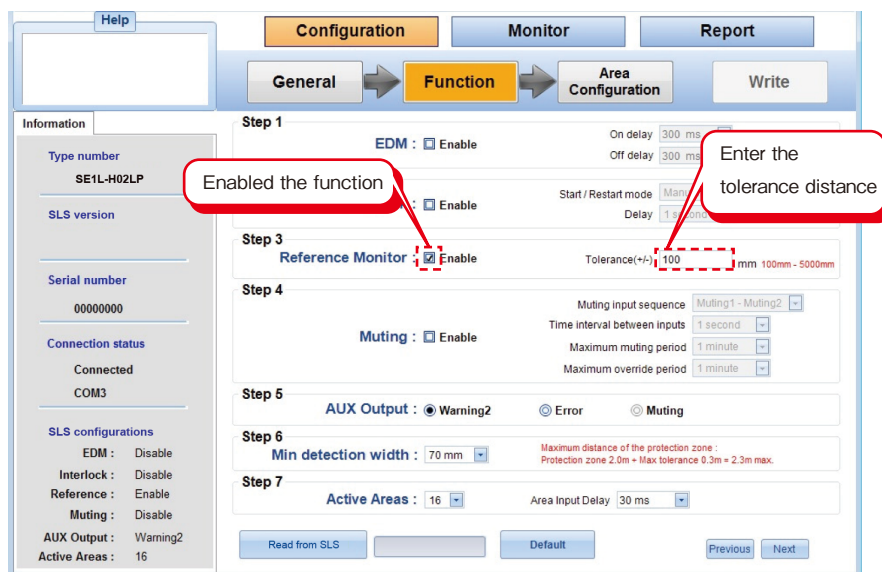 Help
Configuration
Monitor
Report
General
Function
Area
Configuration
Write
Information
Type number
SE1L-H02LP
SLS version
Serial number
00000000
Connection status
Connected
COM3
SLS configurations
EDM : Disable
Interlock : Disable
Reference : Enable
Muting : Disable
AUX Output : Warning2
Active Areas : 16
Step 1
EDM : Enable
On delay 300 ms
Off delay 300 ms
Enter the
tolerance distance
Enabled the function
: Enable
Start / Restart mode
Delay
Step 3
Reference Monitor : Enable
Tolerance(+/-) 100 mm 100mm - 5000mm
Step 4
Muting : Enable
Muting input sequence Muting1 - Muting2
Time interval between inputs 1 second
Maximum muting period 1 minute
Maximum override period 1 minute
Step 5
AUX Output : Warning2 Error Muting
Step 6
Min detection width : 70 mm
Maximum distance of the protection zone :
Protection zone 2.0m + Max tolerance 0.3m = 2.3m max.
Step 7
Active Areas : 16 Area Input Delay 30 ms
Read from SLS
Default
Previous
Next